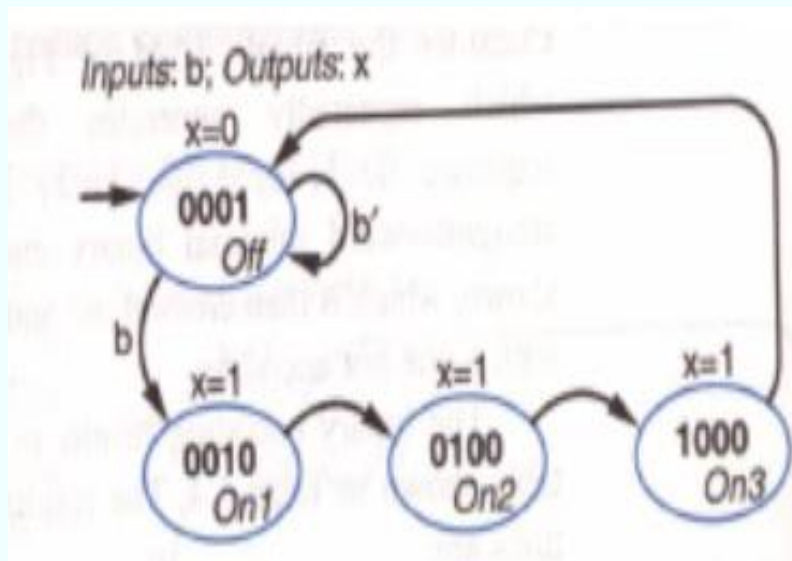 Inputs: b; Outputs: x
x=0
0001
Off
b'
b
x=1
0010
On1
x=1
0100
On2
x=1
1000
On3